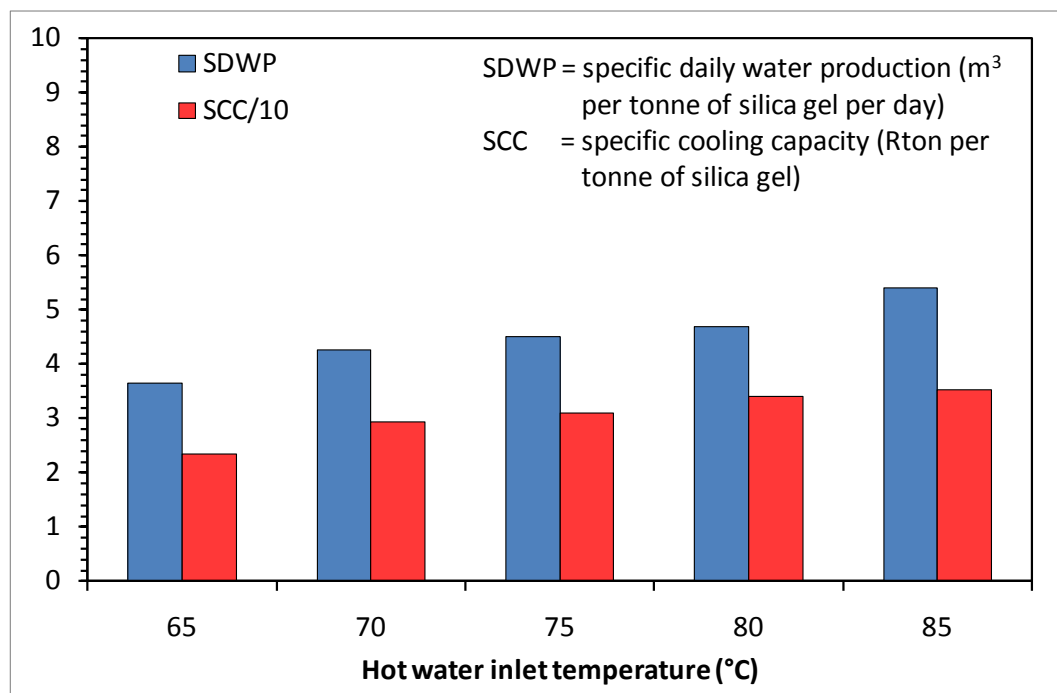 10
9
8
7
6
5
4
3
2
1
0
SDWP
SCC/10
SDWP = specific daily water production (m³
per tonne of silica gel per day)
SCC = specific cooling capacity (Rton per
tonne of silica gel)
65 70 75 80 85
Hot water inlet temperature (°C)